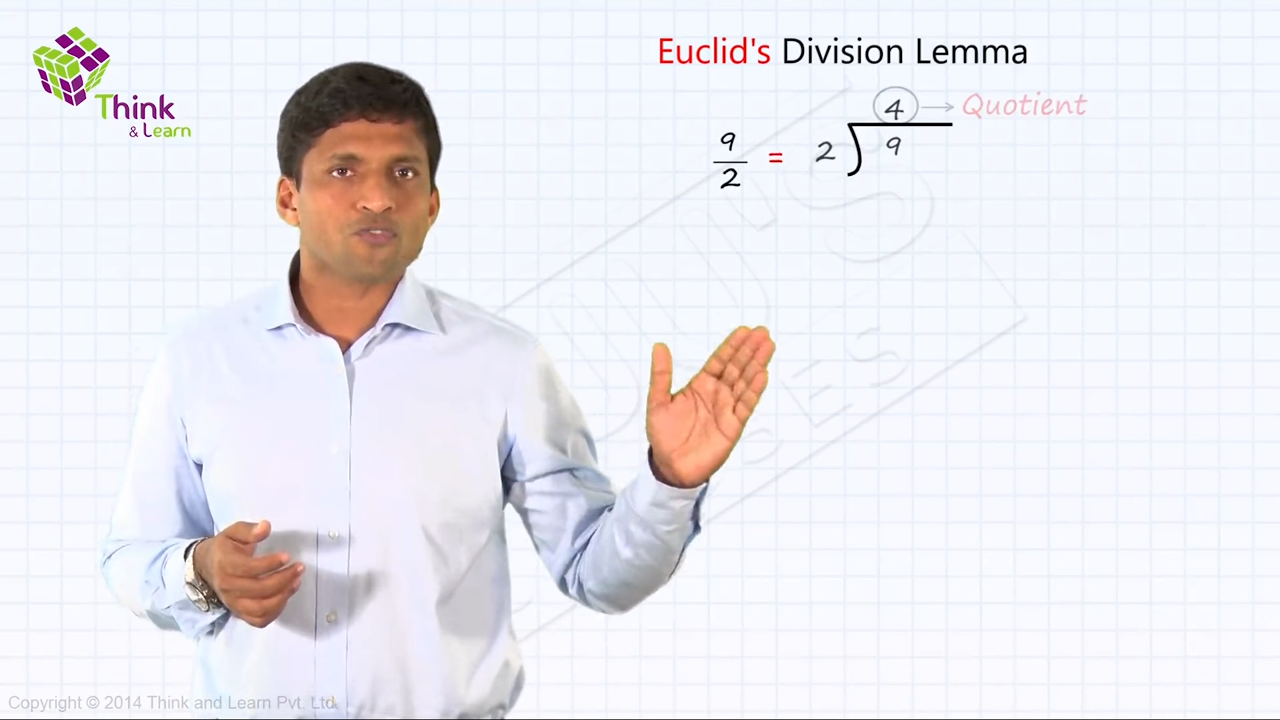 Think
& Learn
Euclid's Division Lemma
4 → Quotient
9/2 = 2 ) 9
Copyright © 2014 Think and Learn Pvt. Ltd.